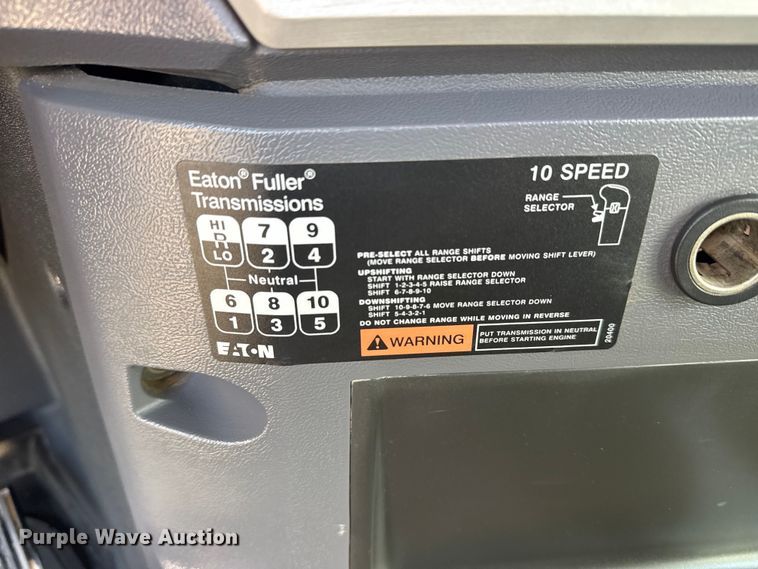 Eaton® Fuller®
Transmissions
10 SPEED
RANGE
SELECTOR
HI
R
LO
7
2
9
4
Neutral
6
1
8
3
10
5
EATON
PRE-SELECT ALL RANGE SHIFTS
(MOVE RANGE SELECTOR BEFORE MOVING SHIFT LEVER)
UPSHIFTING
START WITH RANGE SELECTOR DOWN
SHIFT 1-2-3-4-5 RAISE RANGE SELECTOR
SHIFT 6-7-8-9-10
DOWNSHIFTING
SHIFT 10-9-8-7-6 MOVE RANGE SELECTOR DOWN
SHIFT 5-4-3-2-1
DO NOT CHANGE RANGE WHILE MOVING IN REVERSE
WARNING
PUT TRANSMISSION IN NEUTRAL
BEFORE STARTING ENGINE
20400
Purple Wave Auction